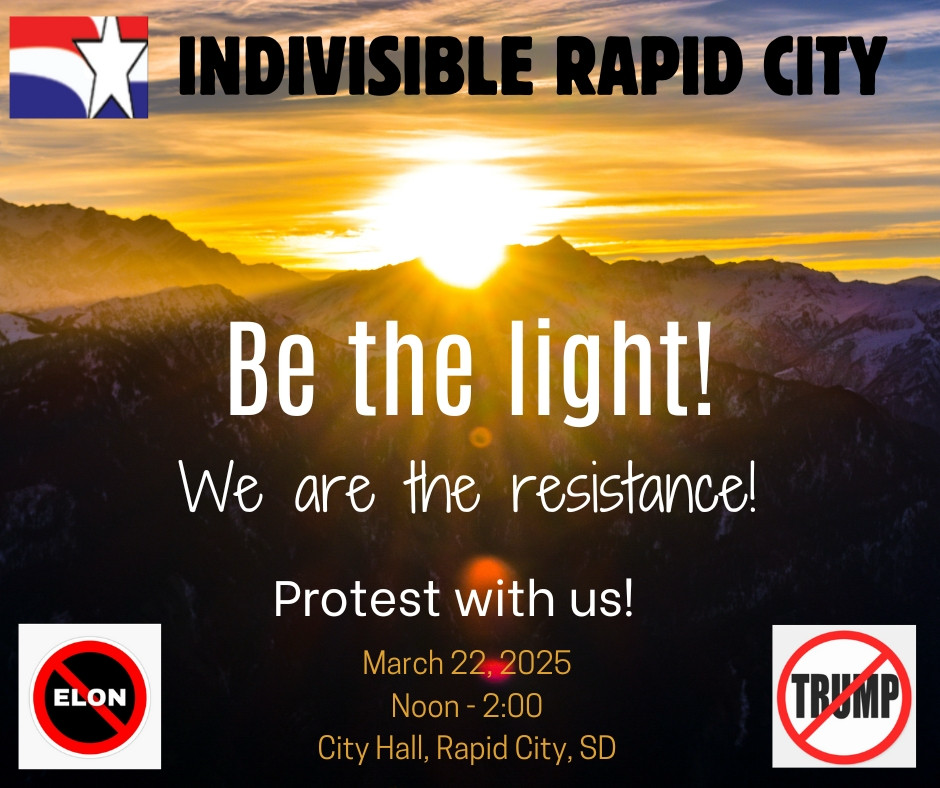 INDIVISIBLE RAPID CITY
Be the light!
We are the resistance!
Protest with us!
March 22, 2025
Noon - 2:00
City Hall, Rapid City, SD
ELON
TRUMP